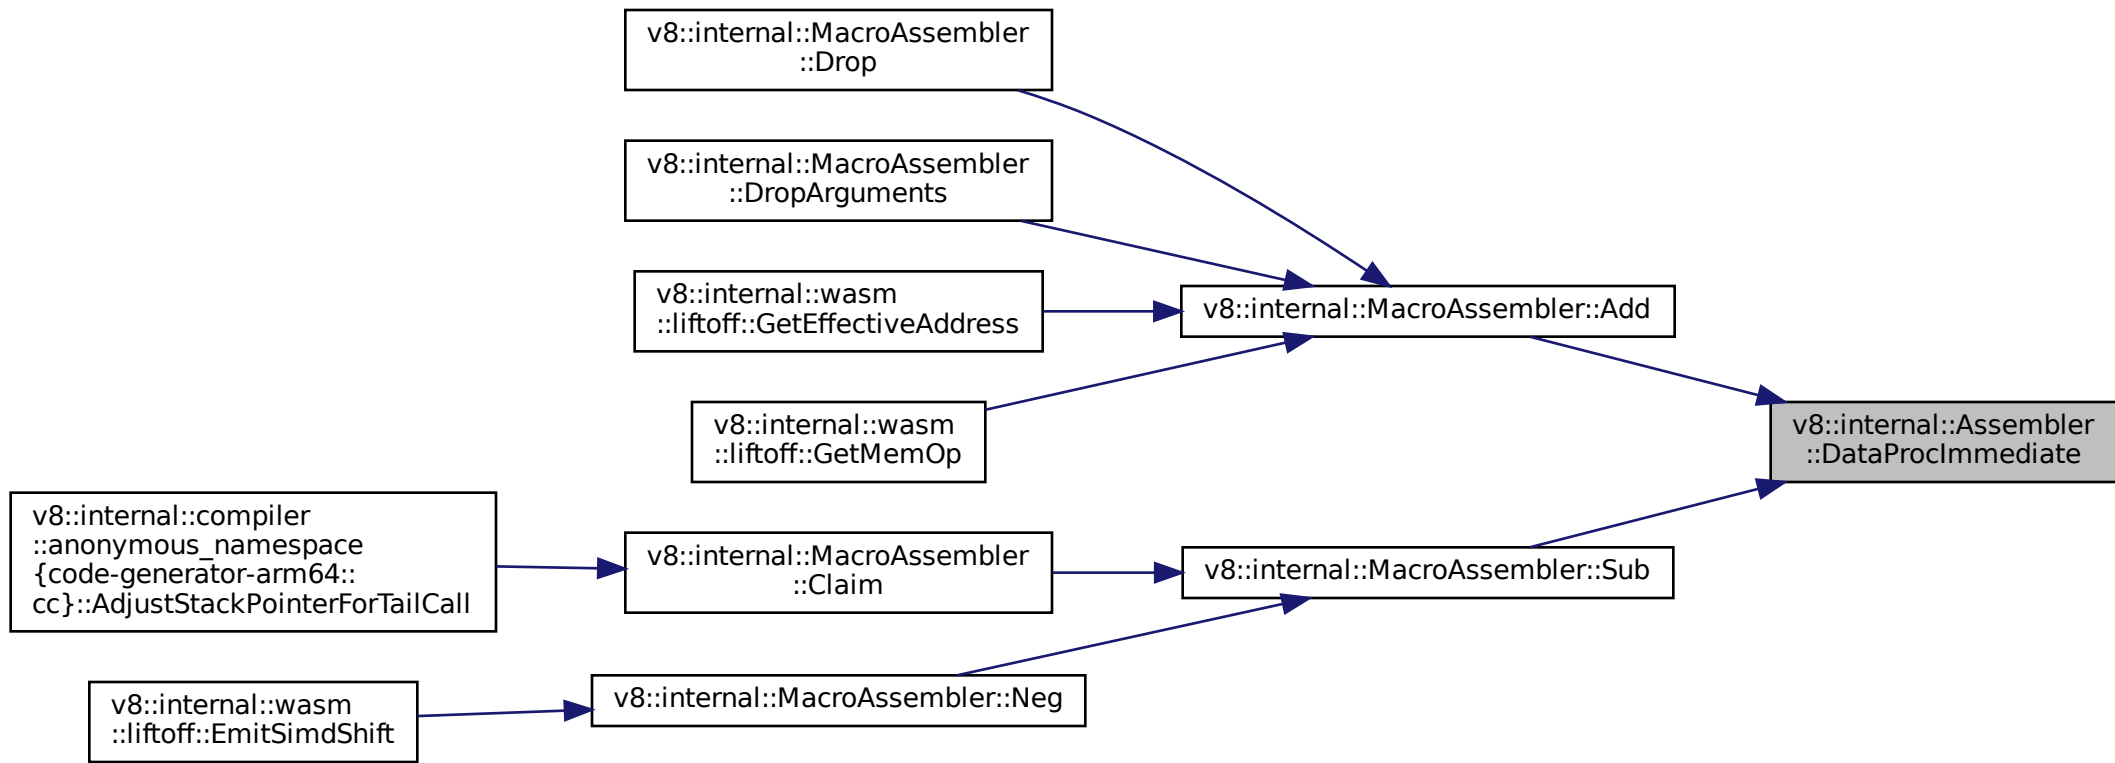 v8::internal::MacroAssembler
::Drop
v8::internal::MacroAssembler
::DropArguments
v8::internal::wasm
::liftoff::GetEffectiveAddress
v8::internal::MacroAssembler::Add
v8::internal::wasm
::liftoff::GetMemOp
v8::internal::Assembler
::DataProcImmediate
v8::internal::compiler
::anonymous_namespace
{code-generator-arm64::
cc}::AdjustStackPointerForTailCall
v8::internal::MacroAssembler
::Claim
v8::internal::MacroAssembler::Sub
v8::internal::MacroAssembler::Neg
v8::internal::wasm
::liftoff::EmitSimdShift